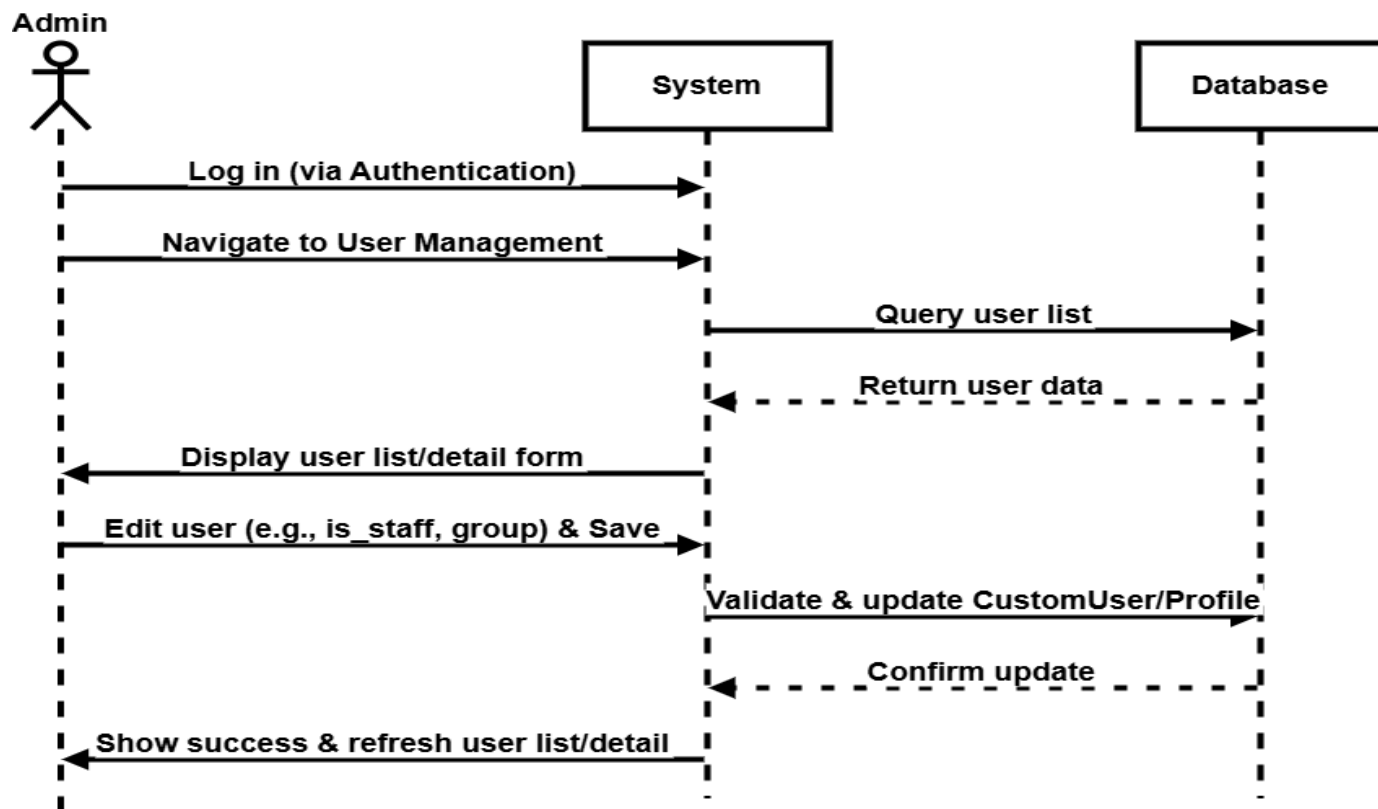 Admin
System
Database
Log in (via Authentication)
Navigate to User Management
Query user list
Return user data
Display user list/detail form
Edit user (e.g., is_staff, group) & Save
Validate & update CustomUser/Profile
Confirm update
Show success & refresh user list/detail